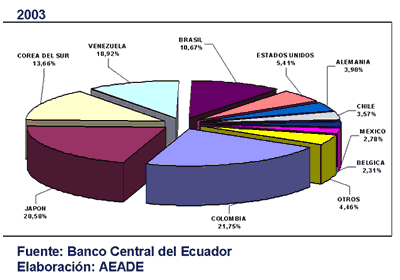 2003
VENEZUELA
10,92%
BRASIL
10,67%
ESTADOS UNIDOS
5,41%
ALEMANIA
3,98%
COREA DEL SUR
13,66%
CHILE
3,57%
MEXICO
2,78%
BELGICA
2,31%
OTROS
4,46%
JAPON
20,58%
COLOMBIA
21,75%
Fuente: Banco Central del Ecuador
Elaboración: AEADE